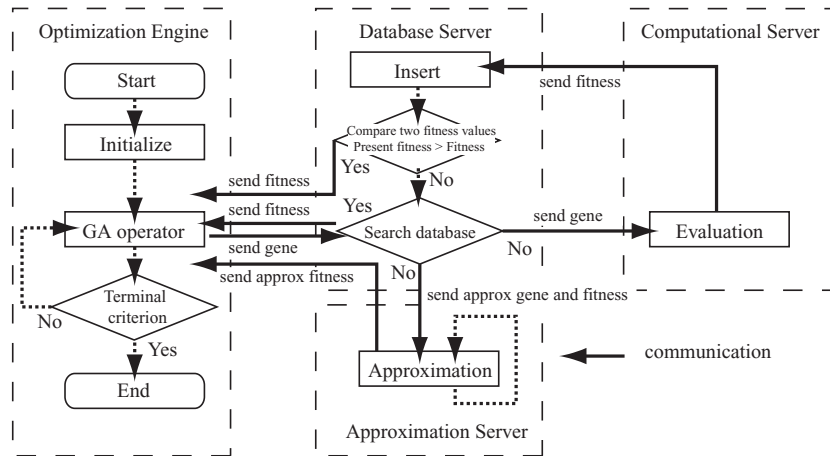 Optimization Engine
Database Server
Computational Server
Start
Insert
send fitness
Initialize
Compare two fitness values
Present fitness > Fitness
Yes
No
send fitness
send fitness
Yes
GA operator
send gene
Search database
send gene
No
Evaluation
send approx fitness
No
send approx gene and fitness
Terminal
criterion
No
Yes
communication
Approximation
End
Approximation Server